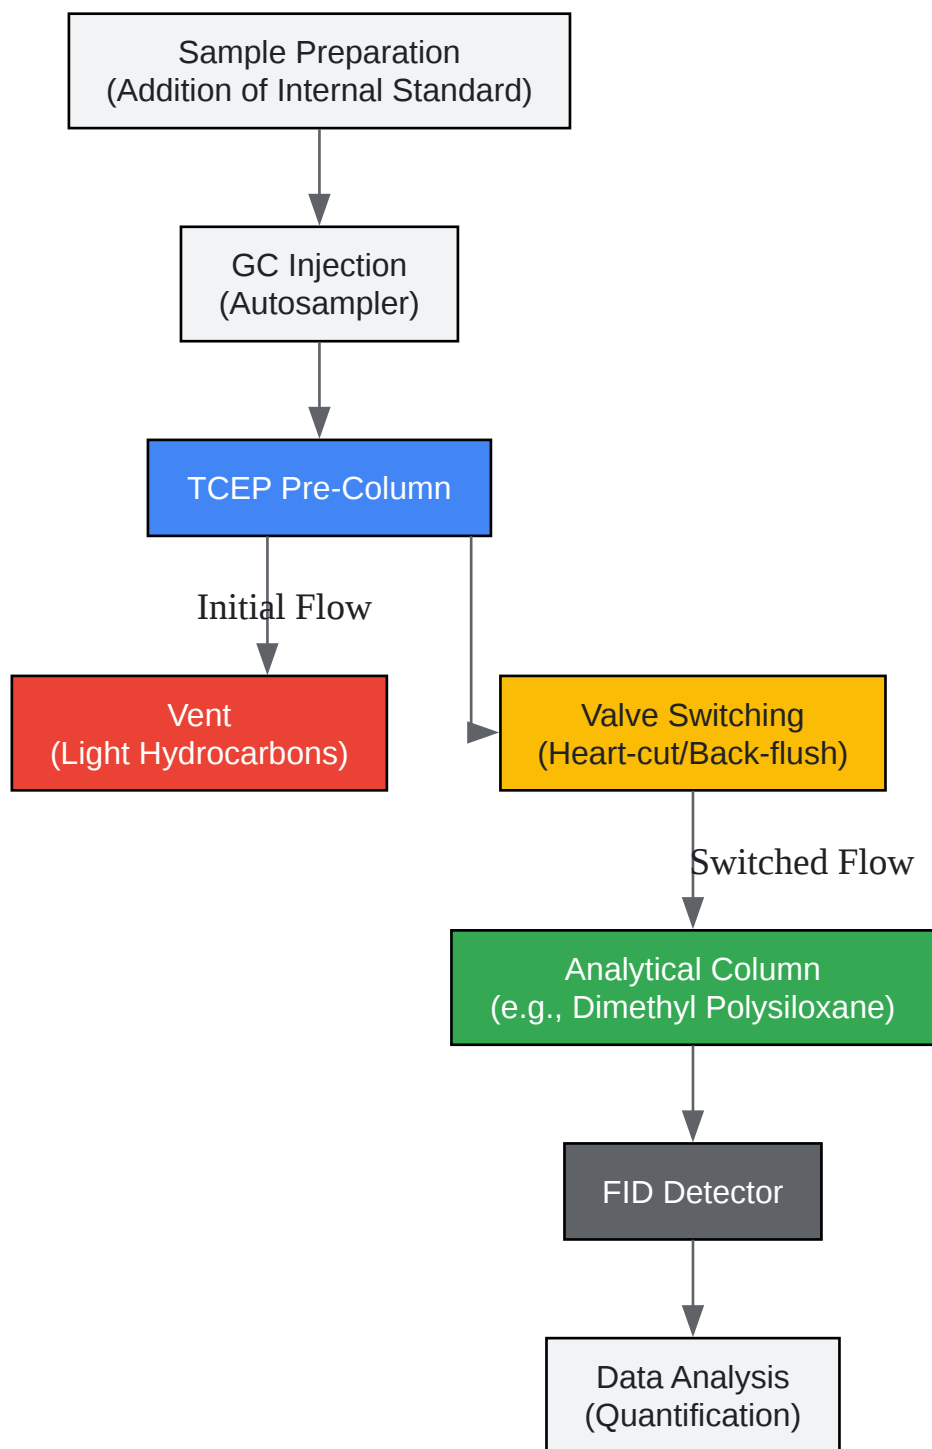 Sample Preparation
(Addition of Internal Standard)
GC Injection
(Autosampler)
TCEP Pre-Column
Initial Flow
Vent
(Light Hydrocarbons)
Valve Switching
(Heart-cut/Back-flush)
Switched Flow
Analytical Column
(e.g., Dimethyl Polysiloxane)
FID Detector
Data Analysis
(Quantification)